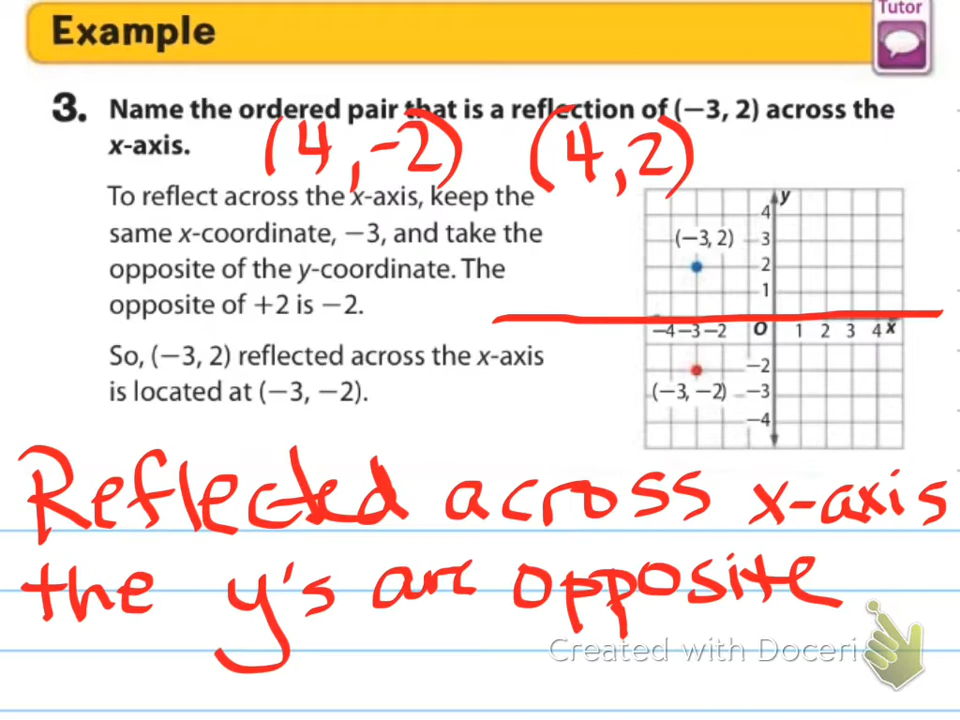 Tutor
Example
3. Name the ordered pair that is a reflection of (−3, 2) across the
x-axis.
(4, -2) (4, 2)
To reflect across the x-axis, keep the
same x-coordinate, −3, and take the
opposite of the y-coordinate. The
opposite of +2 is −2.
So, (−3, 2) reflected across the x-axis
is located at (−3, −2).
y
4
(−3, 2) 3
2
1
−4 −3 −2 O 1 2 3 4 x
−2
(−3, −2) −3
−4
Reflected across x-axis
the y's are opposite
Created with Doceri